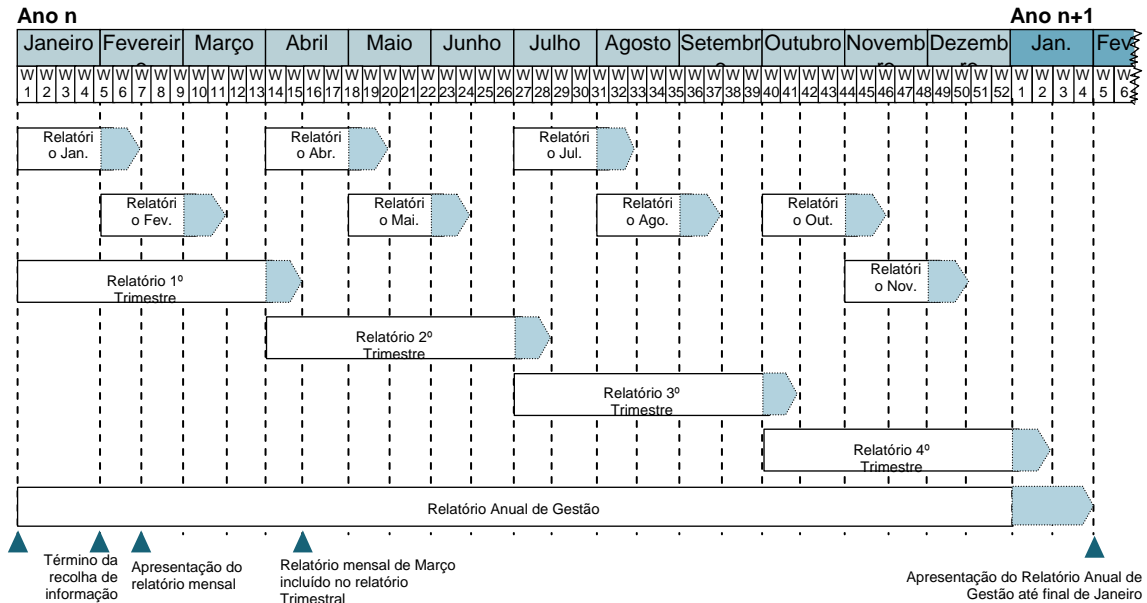 Ano n Ano n+1
Janeiro Fevereir Março Abril Maio Junho Julho Agosto Setembr Outubro Novemb Dezemb Jan. Fev
W W W W W W W W W W W W W W W W W W W W W W W W W W W W W W W W W W W W W W W W W W W W W W W W W W W W W W W W W W
1 2 3 4 5 6 7 8 9 10 11 12 13 14 15 16 17 18 19 20 21 22 23 24 25 26 27 28 29 30 31 32 33 34 35 36 37 38 39 40 41 42 43 44 45 46 47 48 49 50 51 52 1 2 3 4 5 6
Relatóri
o Jan.
Relatóri
o Abr.
Relatóri
o Jul.
Relatóri
o Fev.
Relatóri
o Mai.
Relatóri
o Ago.
Relatóri
o Out.
Relatório 1º
Trimestre
Relatóri
o Nov.
Relatório 2º
Trimestre
Relatório 3º
Trimestre
Relatório 4º
Trimestre
Relatório Anual de Gestão
Término da
recolha de
informação
Apresentação do
relatório mensal
Relatório mensal de Março
incluído no relatório
Trimestral
Apresentação do Relatório Anual de
Gestão até final de Janeiro